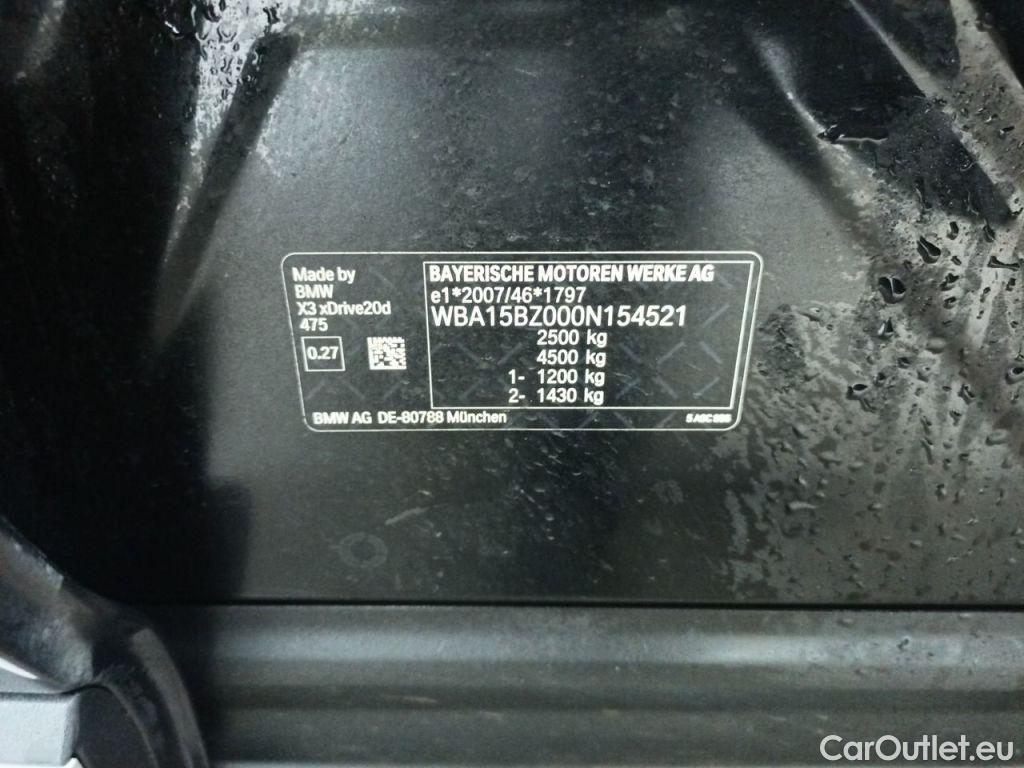 Made by
BMW
X3 xDrive20d
475
0.27
BAYERISCHE MOTOREN WERKE AG
e1*2007/46*1797
WBA15BZ000N154521
2500 kg
4500 kg
1- 1200 kg
2- 1430 kg
BMW AG DE-80788 München
CarOutlet.eu